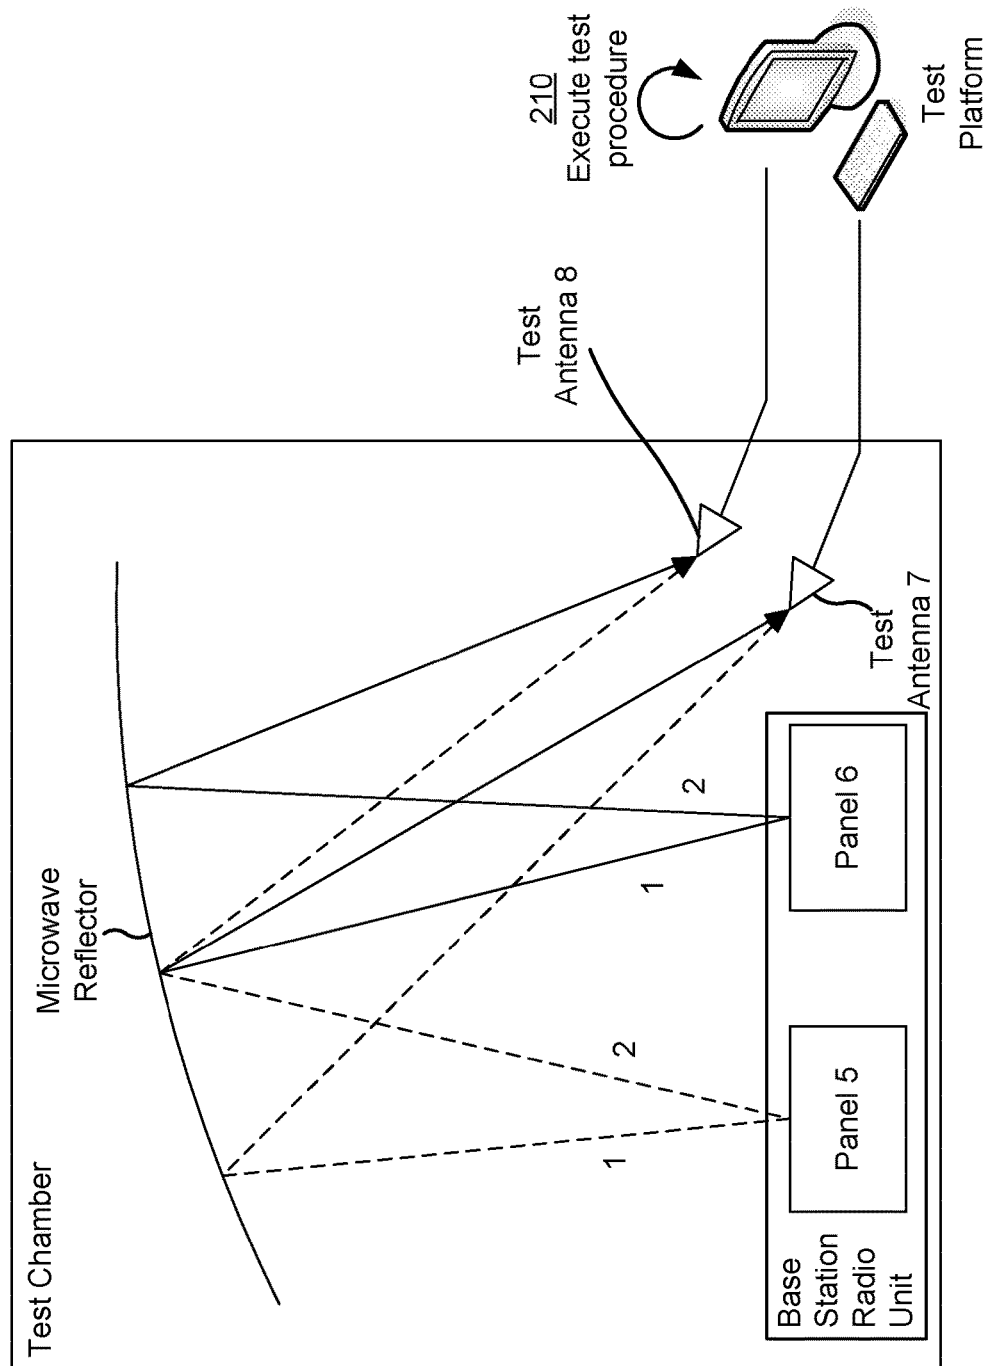 Test Chamber
Microwave
Reflector
1
2
1
2
Base
Station
Radio
Unit
Panel 5
Panel 6
Test
Antenna 7
Test
Antenna 8
210
Execute test
procedure
Test
Platform